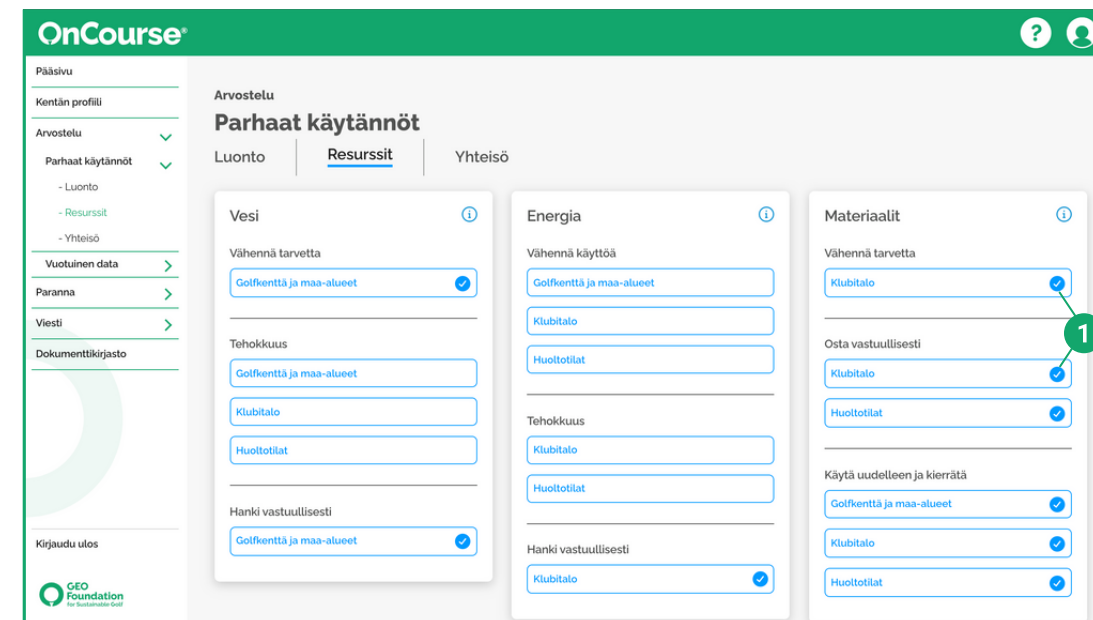 OnCourse®
?
Pääsivu
Kentän profiili
Arvostelu
Parhaat käytännöt
- Luonto
- Resurssit
- Yhteisö
Vuotuinen data
Paranna
Viesti
Dokumenttikirjasto
Kirjaudu ulos
GEO
Foundation
for Sustainable Golf
Arvostelu
Parhaat käytännöt
Luonto
Resurssit
Yhteisö
Vesi
i
Vähennä tarvetta
Golfkenttä ja maa-alueet
Tehokkuus
Golfkenttä ja maa-alueet
Klubitalo
Huoltotilat
Hanki vastuullisesti
Golfkenttä ja maa-alueet
Energia
i
Vähennä käyttöä
Golfkenttä ja maa-alueet
Klubitalo
Huoltotilat
Tehokkuus
Klubitalo
Huoltotilat
Hanki vastuullisesti
Klubitalo
Materiaalit
i
Vähennä tarvetta
Klubitalo
1
Osta vastuullisesti
Klubitalo
Huoltotilat
Käytä uudelleen ja kierrätä
Golfkenttä ja maa-alueet
Klubitalo
Huoltotilat